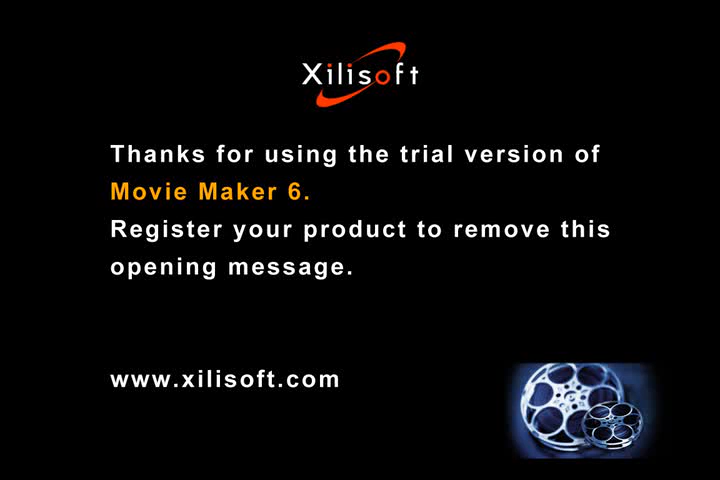 Xilisoft
Thanks for using the trial version of
Movie Maker 6.
Register your product to remove this
opening message.
www.xilisoft.com